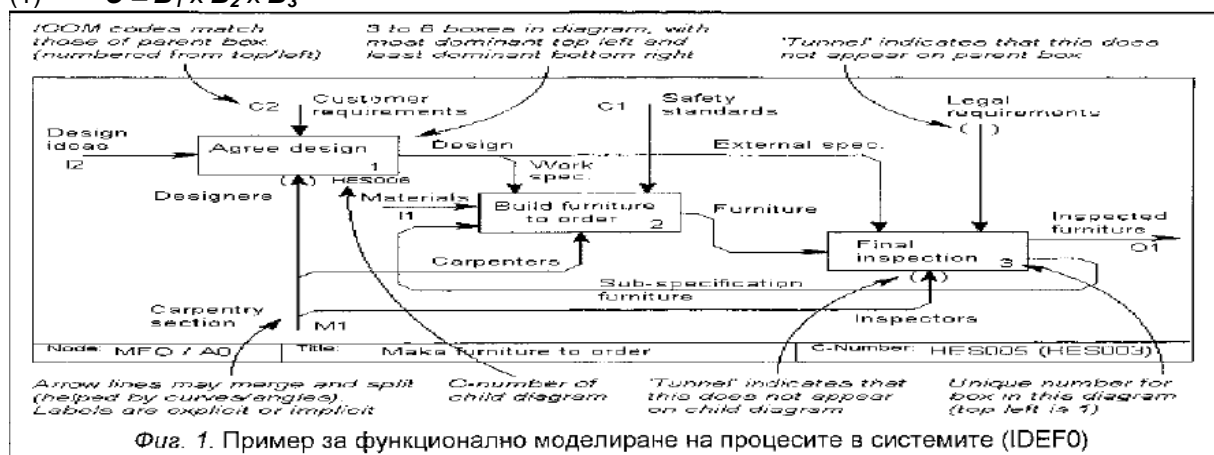 ICOM codes match
those of parent box
(numbered from top/left)
3 to 6 boxes in diagram, with
most dominant top left and
least dominant bottom right
'Tunnel' indicates that this does
not appear on parent box
C2
Customer
requirements
C1
Safety
standards
Legal
requirements
( )
Design
ideas
I2
Agree design
1
Design
External spec.
( )
HES006
Work
spec.
Designers
Materials
I1
Build furniture
to order
2
Furniture
Inspected
furniture
O1
Final
inspection
3
( )
Carpenters
Sub-specification
furniture
Carpentry
section
M1
Inspectors
Node: MFO / A0
Title: Make furniture to order
C-Number: HES005 (HES003)
Arrow lines may merge and split
(helped by curves/angles).
Labels are explicit or implicit
C-number of
child diagram
'Tunnel' indicates that
this does not appear
on child diagram
Unique number for
box in this diagram
(top left is 1)
Фиг. 1. Пример за функционално моделиране на процесите в системите (IDEF0)